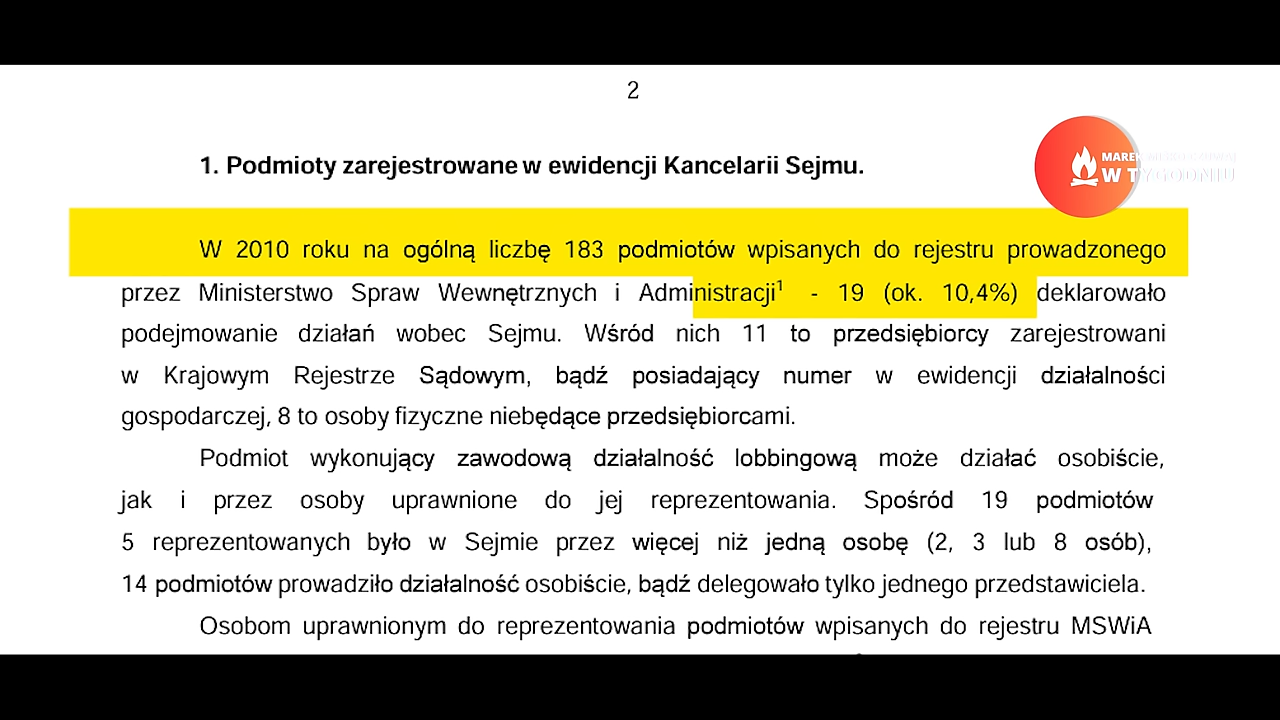 2
1. Podmioty zarejestrowane w ewidencji Kancelarii Sejmu.
MAREK
W TYGODNIU
W 2010 roku na ogólną liczbę 183 podmiotów wpisanych do rejestru prowadzonego
przez Ministerstwo Spraw Wewnętrznych i Administracji¹ - 19 (ok. 10,4%) deklarowało
podejmowanie działań wobec Sejmu. Wśród nich 11 to przedsiębiorcy zarejestrowani
w Krajowym Rejestrze Sądowym, bądź posiadający numer w ewidencji działalności
gospodarczej, 8 to osoby fizyczne niebędące przedsiębiorcami.
Podmiot wykonujący zawodową działalność lobbingową może działać osobiście,
jak i przez osoby uprawnione do jej reprezentowania. Spośród 19 podmiotów
5 reprezentowanych było w Sejmie przez więcej niż jedną osobę (2, 3 lub 8 osób),
14 podmiotów prowadziło działalność osobiście, bądź delegowało tylko jednego przedstawiciela.
Osobom uprawnionym do reprezentowania podmiotów wpisanych do rejestru MSWiA